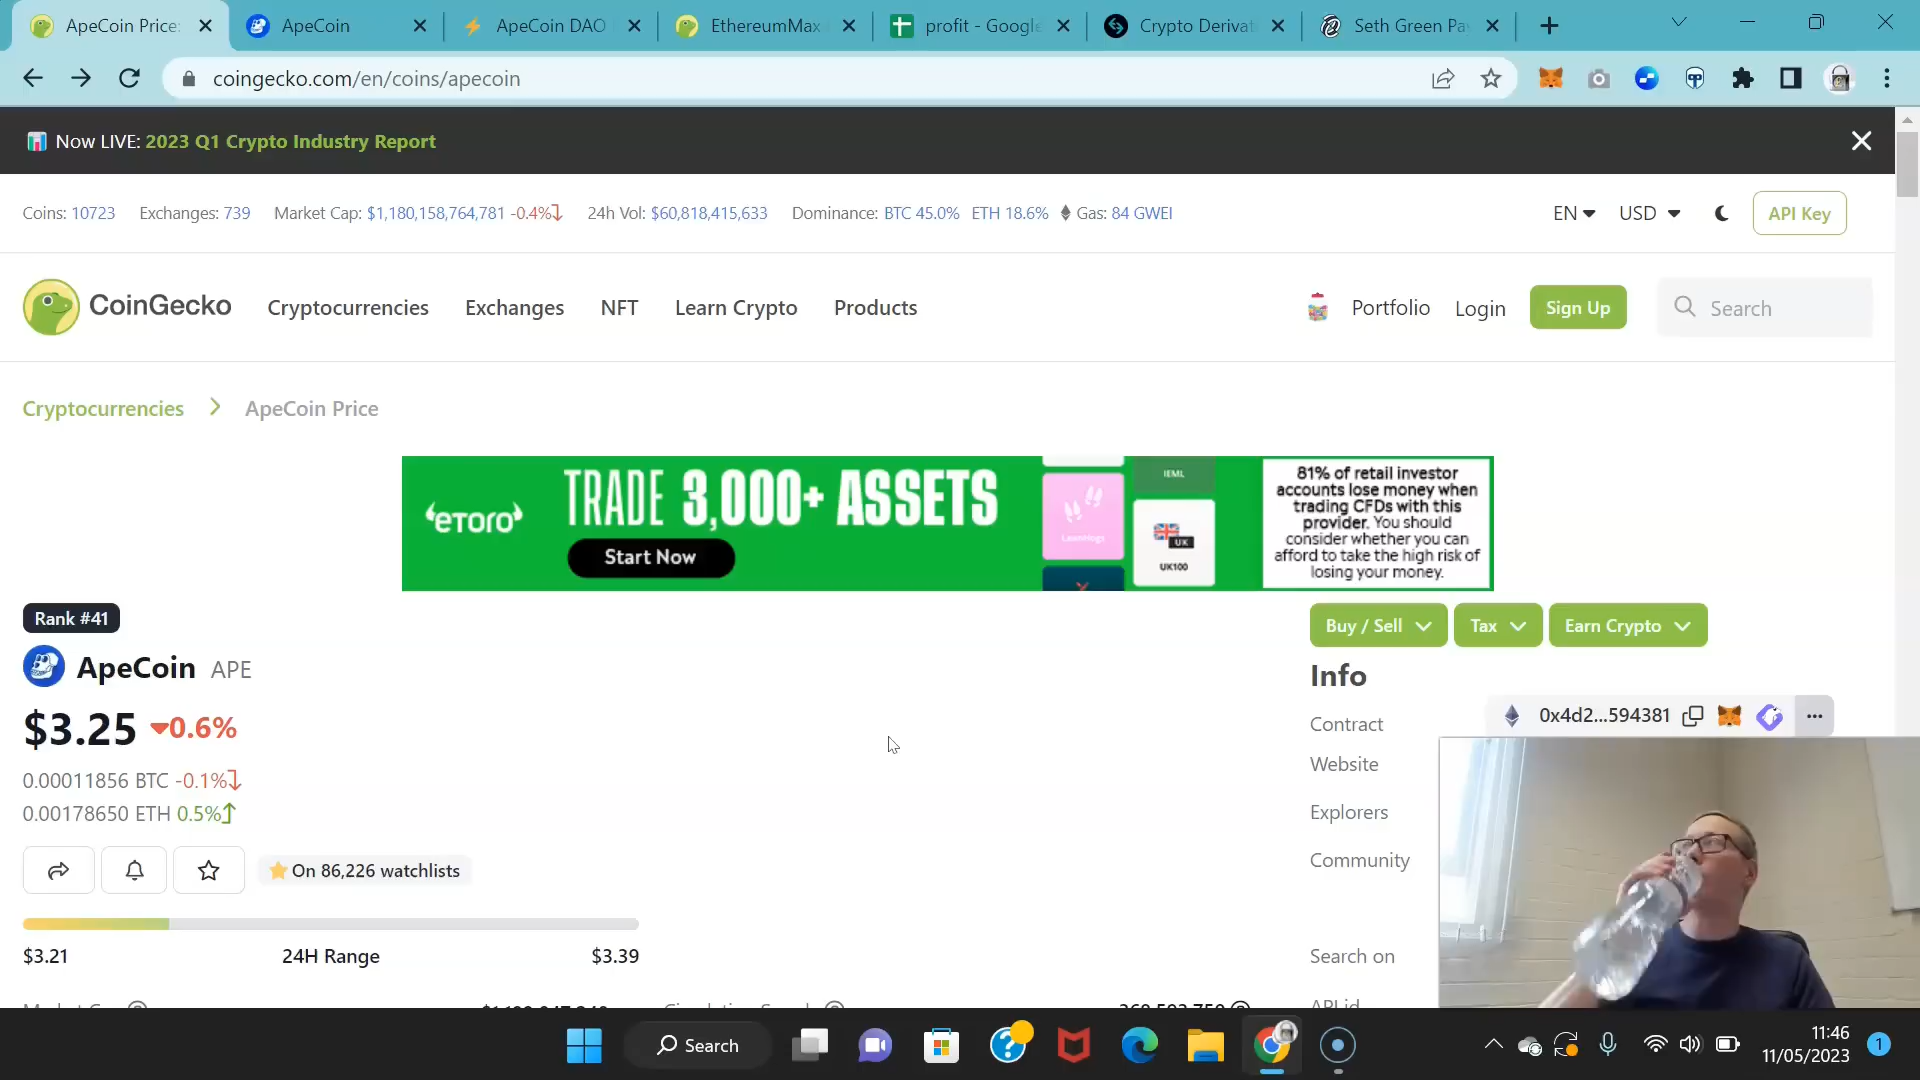 ApeCoin Price:
ApeCoin
ApeCoin DAO
EthereumMax
profit - Google
Crypto Derivat
Seth Green Pay
coingecko.com/en/coins/apecoin
Now LIVE: 2023 Q1 Crypto Industry Report
Coins: 10723 Exchanges: 739 Market Cap: $1,180,158,764,781 -0.4% 24h Vol: $60,818,415,633 Dominance: BTC 45.0% ETH 18.6% Gas: 84 GWEI
EN USD API Key
CoinGecko Cryptocurrencies Exchanges NFT Learn Crypto Products Portfolio Login Sign Up Search
Cryptocurrencies ApeCoin Price
eTORO
TRADE 3,000+ ASSETS
Start Now
IEML
UK
UK100
81% of retail investor
accounts lose money when
trading CFDs with this
provider. You should
consider whether you can
afford to take the high risk of
losing your money.
Rank #41
Buy / Sell Tax Earn Crypto
ApeCoin APE
Info
$3.25 0.6%
Contract 0x4d2...594381
Website
0.00011856 BTC -0.1%
0.00178650 ETH 0.5%
Explorers
Community
On 86,226 watchlists
$3.21 24H Range $3.39
Search on
Search
11:46
11/05/2023
1